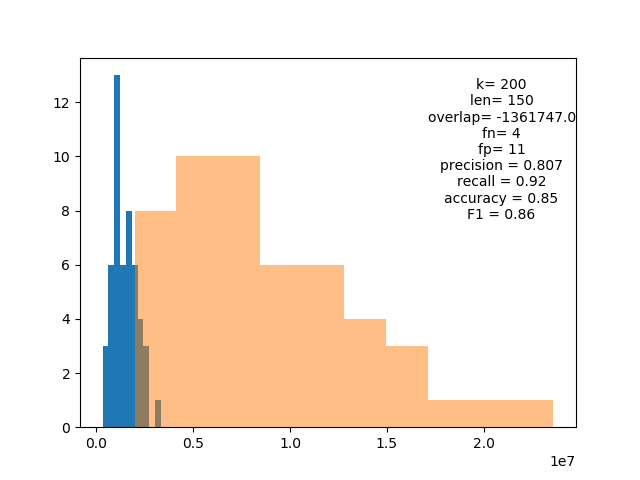 k= 200
len= 150
overlap= -1361747.0
fn= 4
fp= 11
precision = 0.807
recall = 0.92
accuracy = 0.85
F1 = 0.86
12
10
8
6
4
2
0
0.0 0.5 1.0 1.5 2.0
1e7